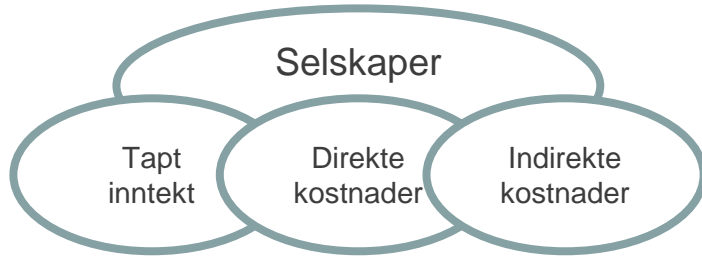 Selskaper
Tapt
inntekt
Direkte
kostnader
Indirekte
kostnader